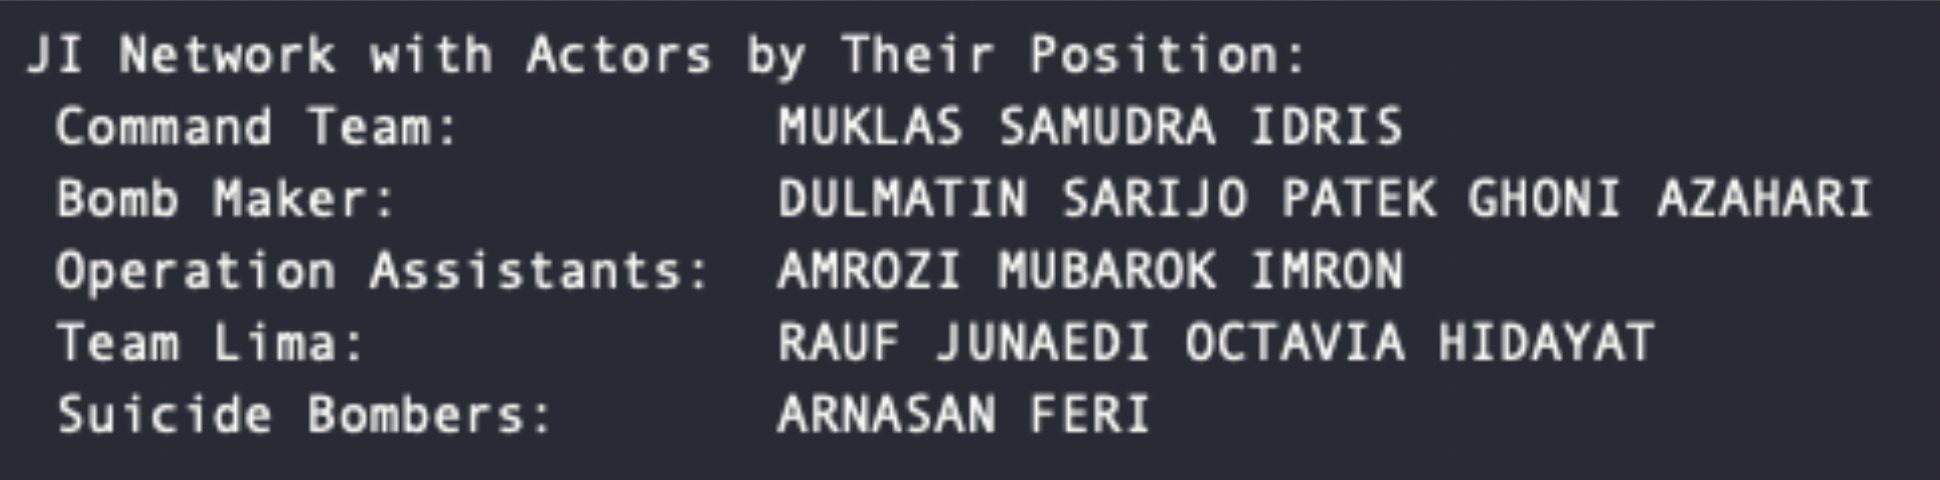 JI Network with Actors by Their Position:
Command Team: MUKLAS SAMUDRA IDRIS
Bomb Maker: DULMATIN SARIJO PATEK GHONI AZAHARI
Operation Assistants: AMROZI MUBAROK IMRON
Team Lima: RAUF JUNAEDI OCTAVIA HIDAYAT
Suicide Bombers: ARNASAN FERI